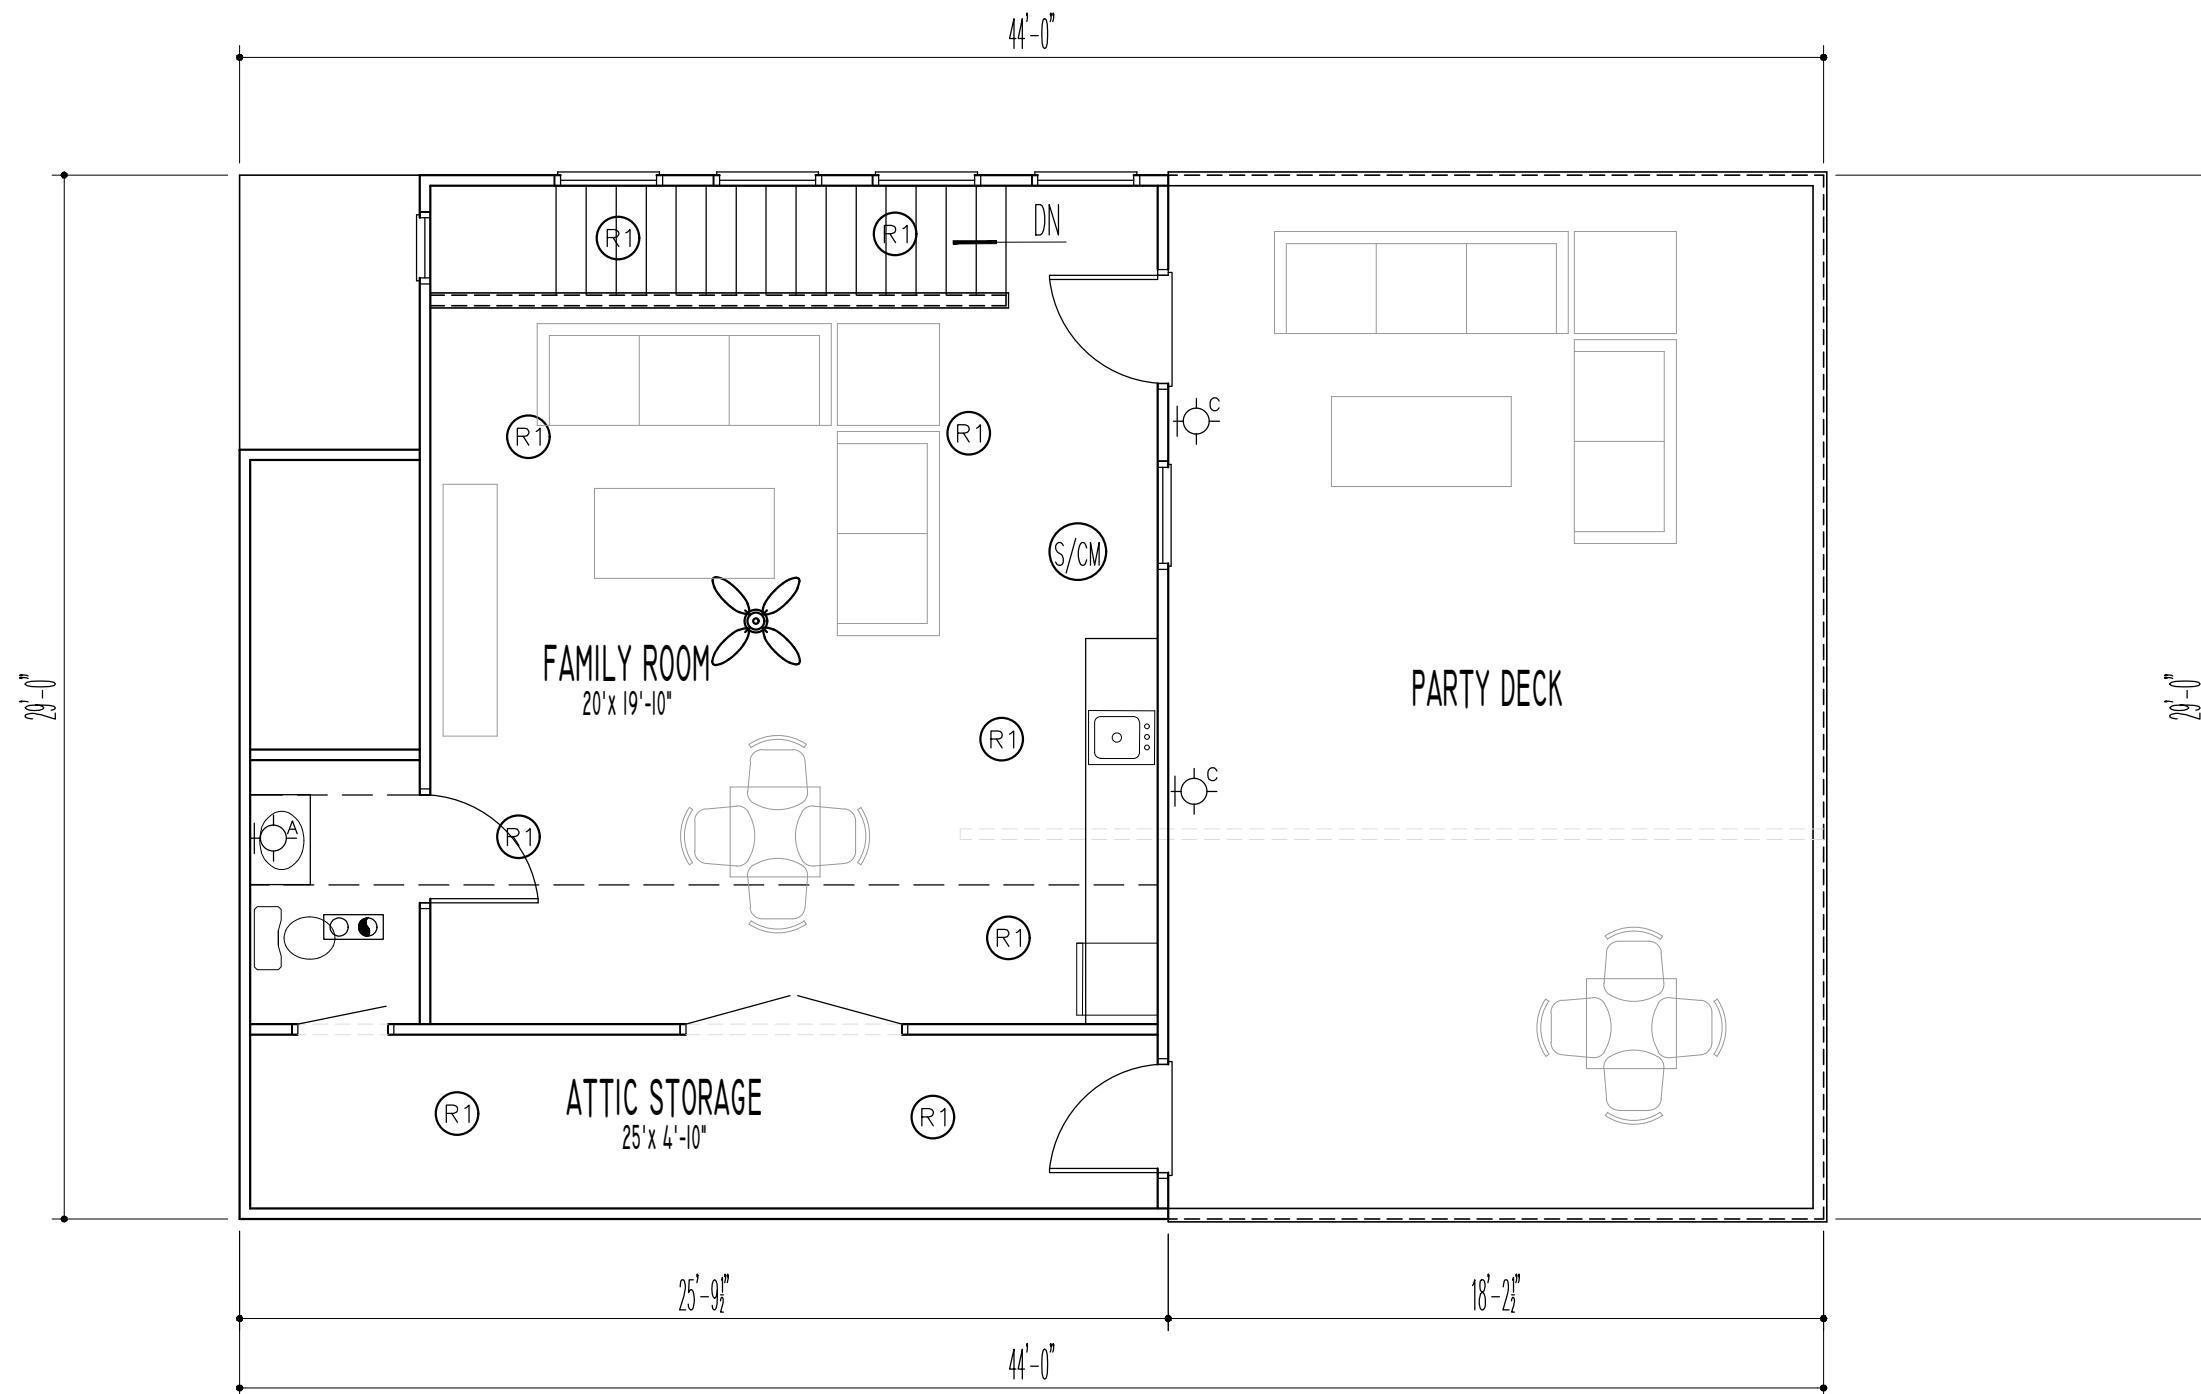 44'-0"
DN
R1
R1
R1
R1
C
S/CM
FAMILY ROOM
20'x 19'-10"
29'-0"
PARTY DECK
29'-0"
R1
C
A
R1
R1
ATTIC STORAGE
25'x 4'-10"
R1
R1
25'-9½"
18'-2½"
44'-0"